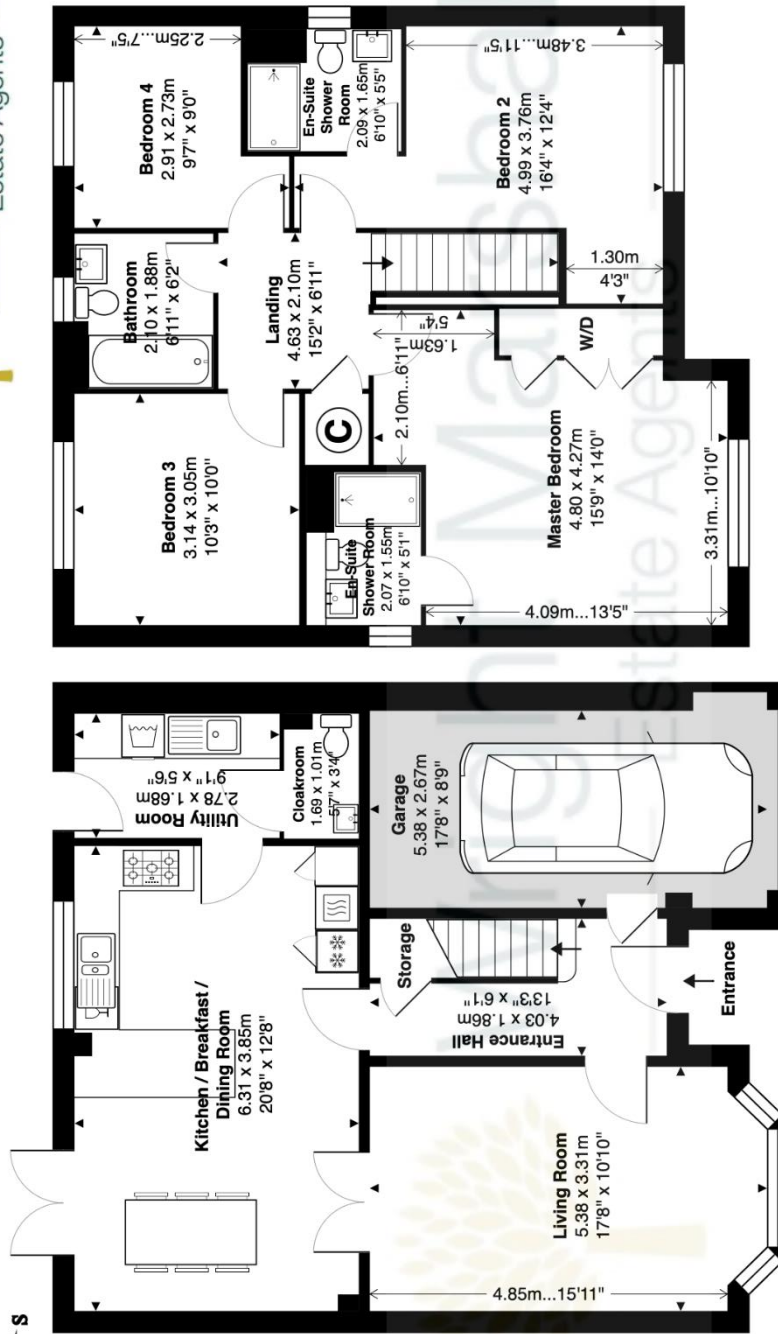 Estate Agents
s
Kitchen / Breakfast /
Dining Room
6.31 x 3.85m
20'8" x 12'8"
Utility Room
2.78 x 1.68m
9'1" x 5'6"
Cloakroom
1.69 x 1.01m
5'7" x 3'4"
Storage
Entrance Hall
4.03 x 1.86m
13'3" x 6'1"
Garage
5.38 x 2.67m
17'8" x 8'9"
Living Room
5.38 x 3.31m
17'8" x 10'10"
4.85m...15'11"
Entrance
Bedroom 3
3.14 x 3.05m
10'3" x 10'0"
Bathroom
2.10 x 1.88m
6'11" x 6'2"
Bedroom 4
2.91 x 2.73m
9'7" x 9'0"
2.25m...7'5"
En-Suite
Shower
Room
2.09 x 1.65m
6'10" x 5'5"
Landing
4.63 x 2.10m
15'2" x 6'11"
C
En-Suite
Shower Room
2.07 x 1.55m
6'10" x 5'1"
2.10m...6'11"
1.63m
5'4"
Bedroom 2
4.99 x 3.76m
16'4" x 12'4"
3.48m...11'5"
1.30m
4'3"
W/D
Master Bedroom
4.80 x 4.27m
15'9" x 14'0"
4.09m...13'5"
3.31m...10'10"
Wright Marshal
Estate Agents